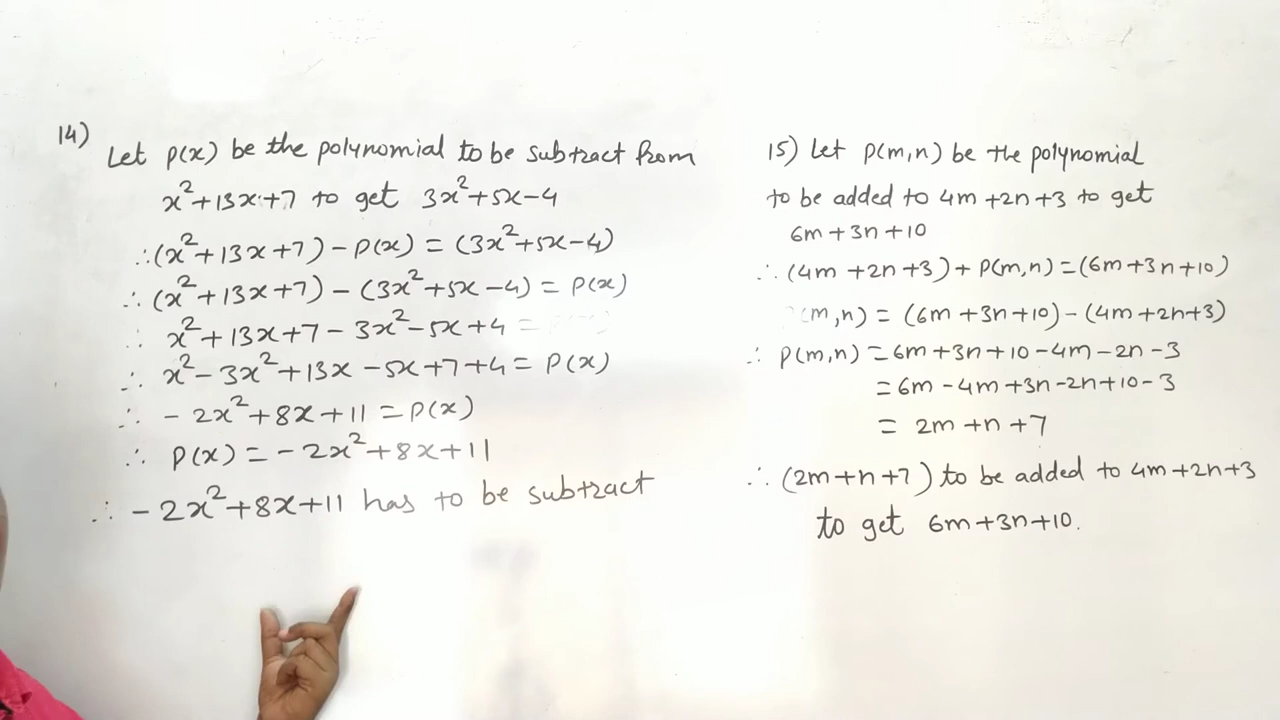 14)
Let p(x) be the polynomial to be subtract from
x²+13x+7 to get 3x²+5x-4
∴(x²+13x+7)-p(x)=(3x²+5x-4)
∴(x²+13x+7)-(3x²+5x-4)=p(x)
∴ x²+13x+7-3x²-5x+4 =
∴ x²-3x²+13x-5x+7+4=p(x)
∴ -2x²+8x+11=p(x)
∴ p(x)=-2x²+8x+11
∴ -2x²+8x+11 has to be subtract
15) Let p(m,n) be the polynomial
to be added to 4m+2n+3 to get
6m+3n+10
∴(4m+2n+3)+p(m,n)=(6m+3n+10)
(m,n)=(6m+3n+10)-(4m+2n+3)
∴ p(m,n)=6m+3n+10-4m-2n-3
=6m-4m+3n-2n+10-3
= 2m+n+7
∴(2m+n+7) to be added to 4m+2n+3
to get 6m+3n+10.